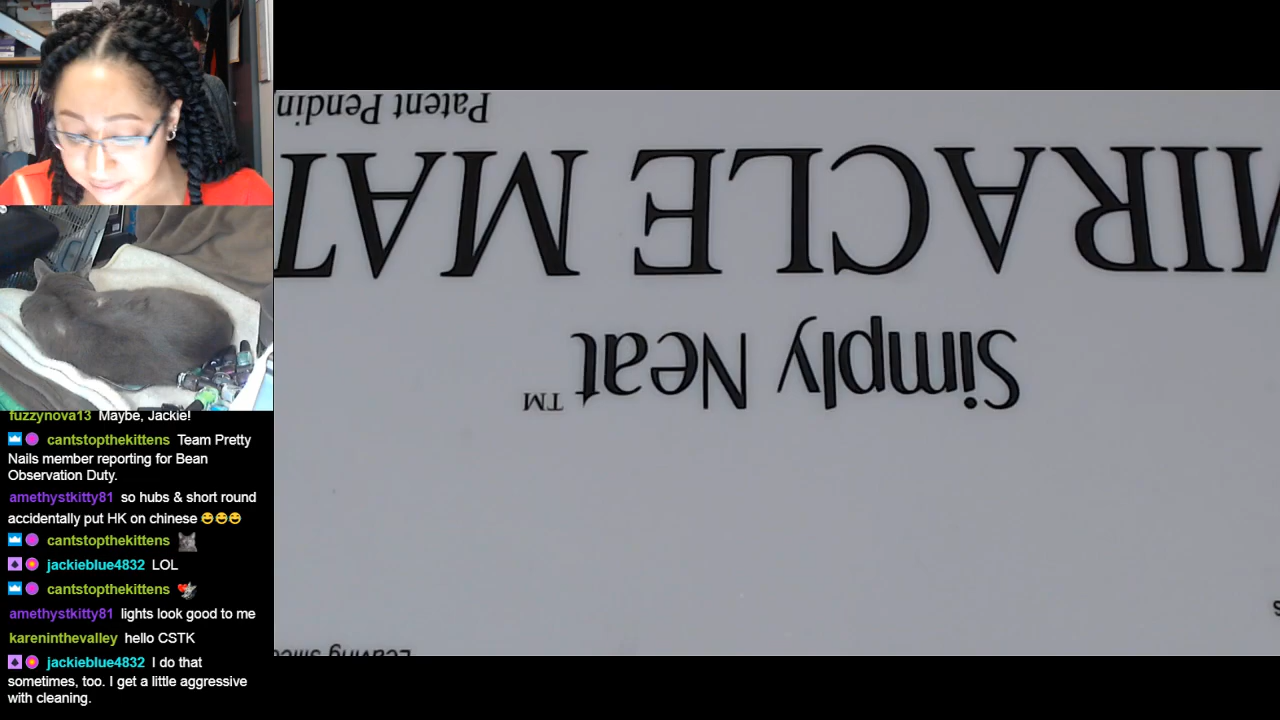 Patent Pendin
MIRACLE MAT
Simply Neat™
fuzzynova13 Maybe, Jackie!
cantstopthekittens Team Pretty
Nails member reporting for Bean
Observation Duty.
amethystkitty81 so hubs & short round
accidentally put HK on chinese 😂😂😂
cantstopthekittens
jackieblue4832 LOL
cantstopthekittens
amethystkitty81 lights look good to me
kareninthevalley hello CSTK
jackieblue4832 I do that
sometimes, too. I get a little aggressive
with cleaning.